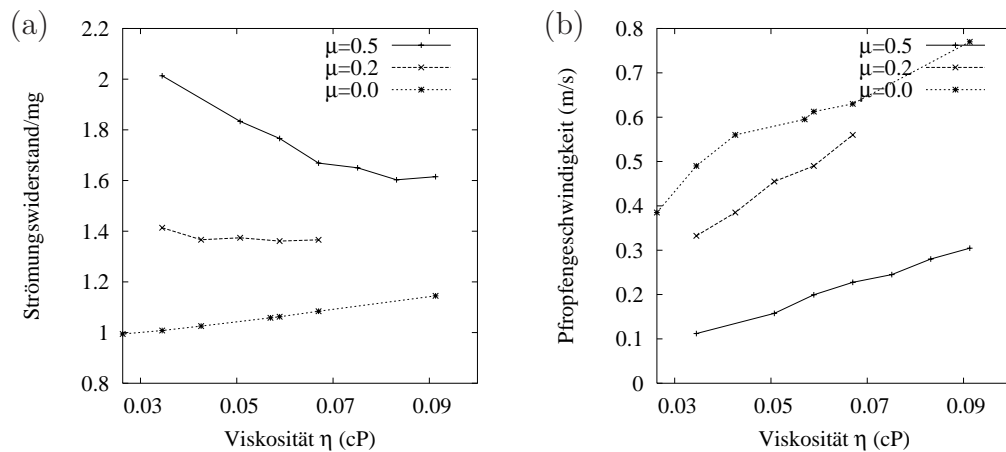 (a)
2.2
2
1.8
1.6
1.4
1.2
1
0.8
0.03 0.05 0.07 0.09
Strömungswiderstand/mg
Viskosität η (cP)
μ=0.5
μ=0.2
μ=0.0
(b)
0.8
0.7
0.6
0.5
0.4
0.3
0.2
0.1
0
0.03 0.05 0.07 0.09
Pfropfengeschwindigkeit (m/s)
Viskosität η (cP)
μ=0.5
μ=0.2
μ=0.0